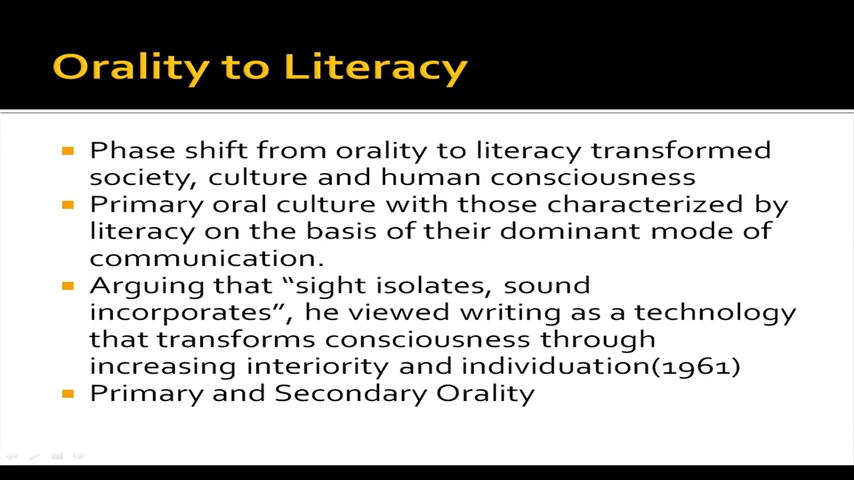 Orality to Literacy
Phase shift from orality to literacy transformed
society, culture and human consciousness
Primary oral culture with those characterized by
literacy on the basis of their dominant mode of
communication.
Arguing that “sight isolates, sound
incorporates”, he viewed writing as a technology
that transforms consciousness through
increasing interiority and individuation(1961)
Primary and Secondary Orality